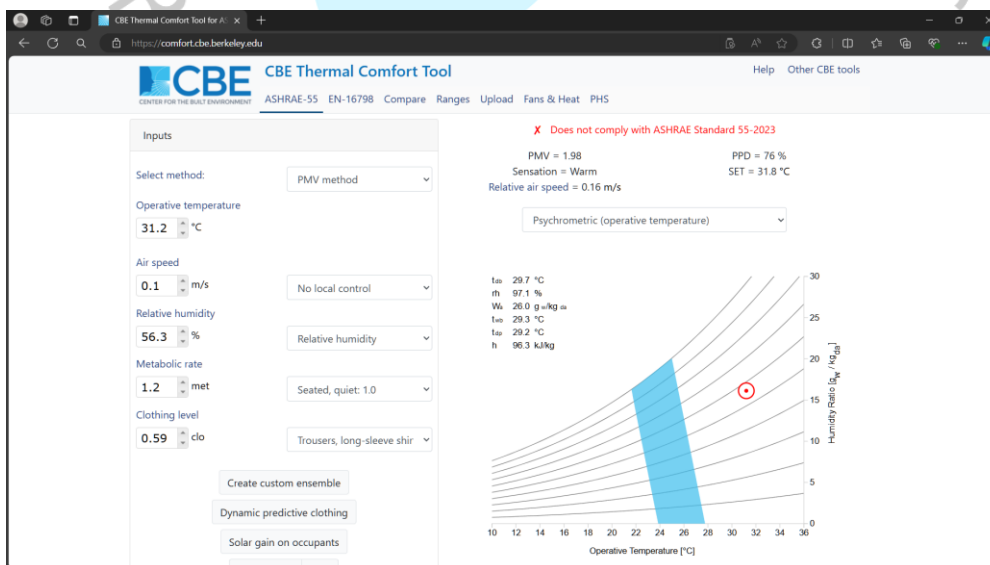 CBE Thermal Comfort Tool for AS
https://comfort.cbe.berkeley.edu
CBE
CENTER FOR THE BUILT ENVIRONMENT
CBE Thermal Comfort Tool
Help Other CBE tools
ASHRAE-55 EN-16798 Compare Ranges Upload Fans & Heat PHS
Inputs
Select method:
PMV method
Operative temperature
31.2 °C
Air speed
0.1 m/s
No local control
Relative humidity
56.3 %
Relative humidity
Metabolic rate
1.2 met
Seated, quiet: 1.0
Clothing level
0.59 clo
Trousers, long-sleeve shir
Create custom ensemble
Dynamic predictive clothing
Solar gain on occupants
✗ Does not comply with ASHRAE Standard 55-2023
PMV = 1.98
PPD = 76 %
Sensation = Warm
SET = 31.8 °C
Relative air speed = 0.16 m/s
Psychrometric (operative temperature)
tdb 29.7 °C
rh 97.1 %
Wa 26.0 g w/kg da
twb 29.3 °C
tdp 29.2 °C
h 96.3 kJ/kg
30
25
20
15
10
5
0
Humidity Ratio [gw / kgda]
10 12 14 16 18 20 22 24 26 28 30 32 34 36
Operative Temperature [°C]